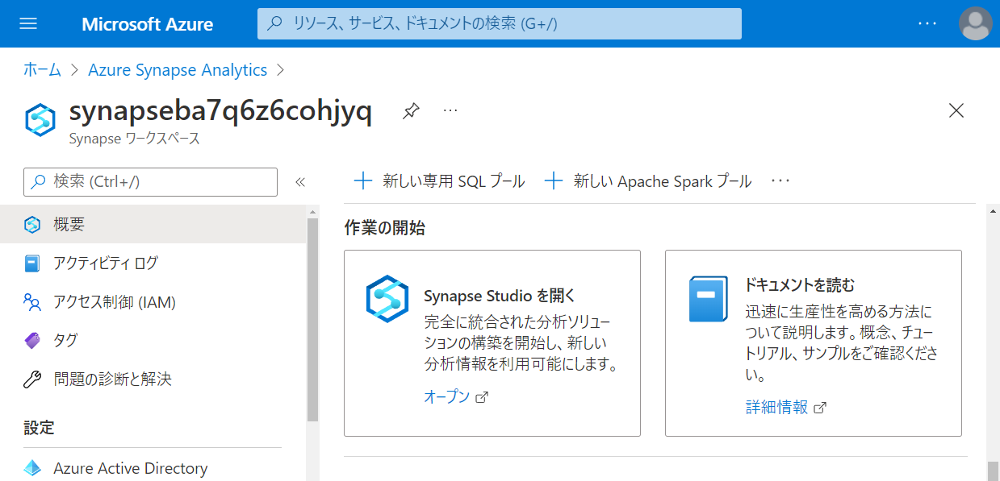 Microsoft Azure
リソース、サービス、ドキュメントの検索 (G+/)
ホーム > Azure Synapse Analytics >
synapseba7q6z6cohjyq
Synapse ワークスペース
検索 (Ctrl+/)
新しい専用 SQL プール
新しい Apache Spark プール
概要
アクティビティ ログ
アクセス制御 (IAM)
タグ
問題の診断と解決
設定
Azure Active Directory
作業の開始
Synapse Studio を開く
完全に統合された分析ソリュー
ションの構築を開始し、新しい
分析情報を利用可能にします。
オープン
ドキュメントを読む
迅速に生産性を高める方法に
ついて説明します。概念、チュー
トリアル、サンプルをご確認くださ
い。
詳細情報